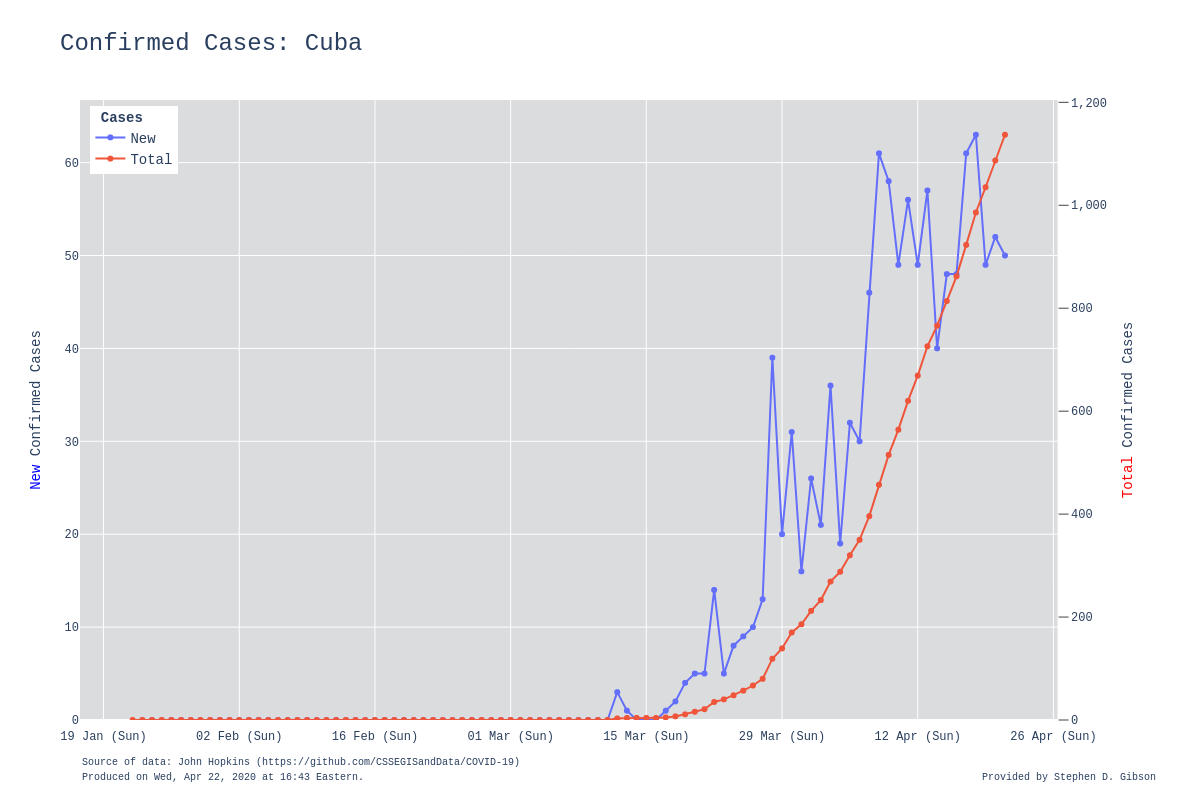 Confirmed Cases: Cuba
Cases
New
Total
1,200
1,000
800
600
400
200
0
60
50
40
30
20
10
0
New Confirmed Cases
Total Confirmed Cases
19 Jan (Sun) 02 Feb (Sun) 16 Feb (Sun) 01 Mar (Sun) 15 Mar (Sun) 29 Mar (Sun) 12 Apr (Sun) 26 Apr (Sun)
Source of data: John Hopkins (https://github.com/CSSEGISandData/COVID-19)
Produced on Wed, Apr 22, 2020 at 16:43 Eastern.
Provided by Stephen D. Gibson